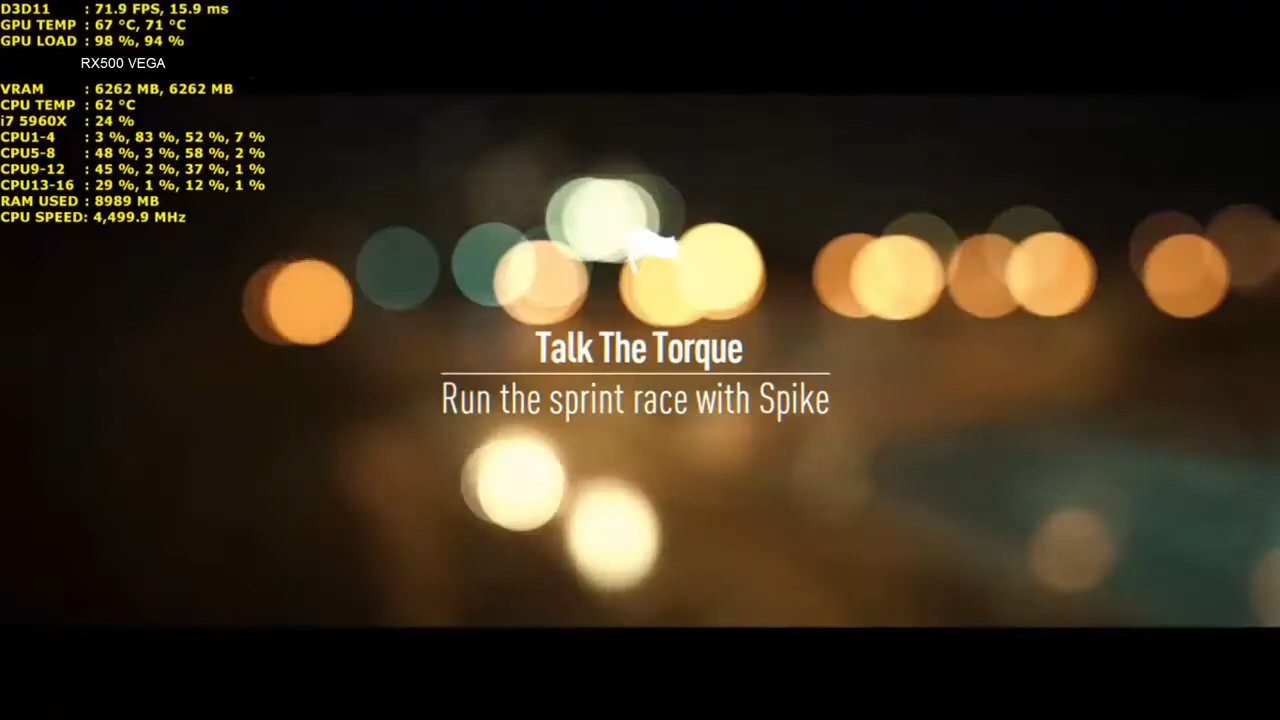 D3D11 : 71.9 FPS, 15.9 ms
GPU TEMP : 67 °C, 71 °C
GPU LOAD : 98 %, 94 %
RX500 VEGA
VRAM : 6262 MB, 6262 MB
CPU TEMP : 62 °C
i7 5960X : 24 %
CPU1-4 : 3 %, 83 %, 52 %, 7 %
CPU5-8 : 48 %, 3 %, 58 %, 2 %
CPU9-12 : 45 %, 2 %, 37 %, 1 %
CPU13-16 : 29 %, 1 %, 12 %, 1 %
RAM USED : 8989 MB
CPU SPEED: 4,499.9 MHz
Talk The Torque
Run the sprint race with Spike